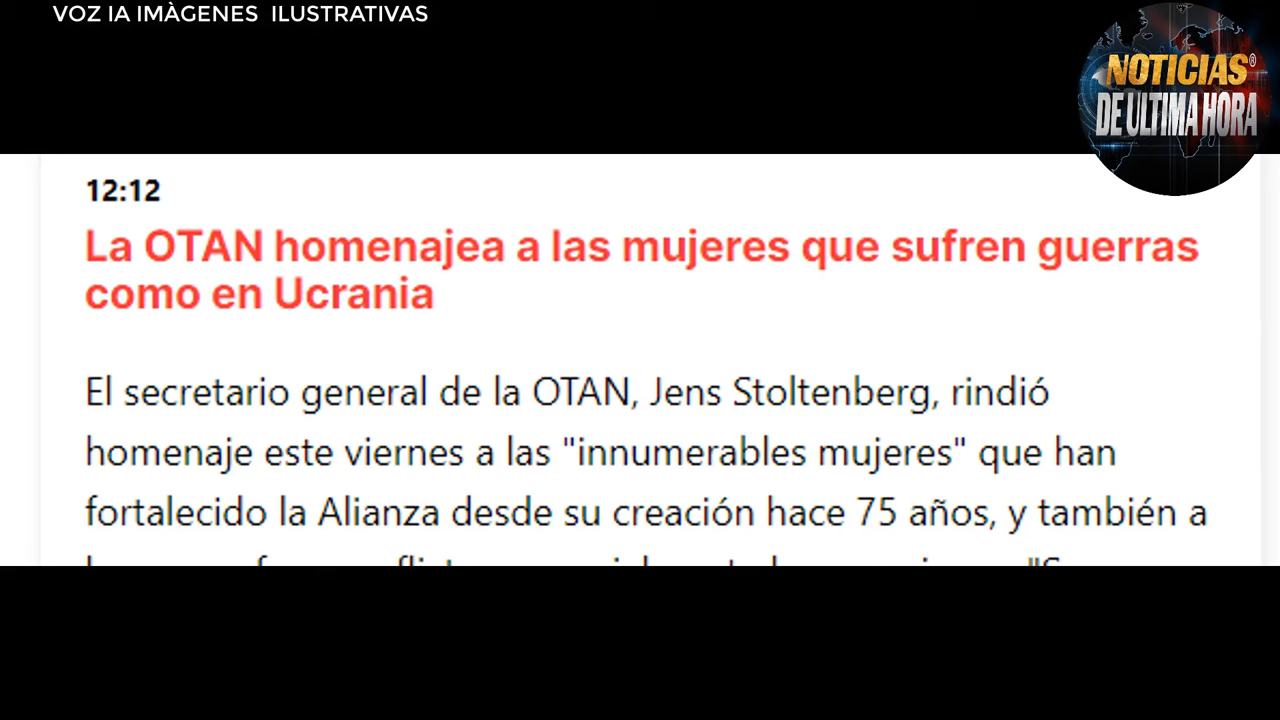 VOZ IA IMÀGENES ILUSTRATIVAS
NOTICIAS®
DE ULTIMA HORA
12:12
La OTAN homenajea a las mujeres que sufren guerras
como en Ucrania
El secretario general de la OTAN, Jens Stoltenberg, rindió
homenaje este viernes a las "innumerables mujeres" que han
fortalecido la Alianza desde su creación hace 75 años, y también a